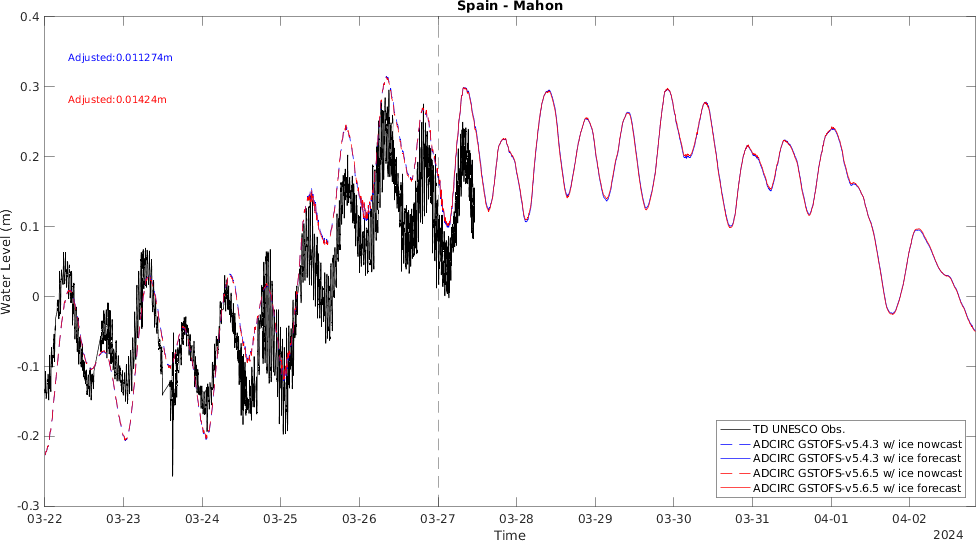 Spain - Mahon
0.4
0.3
0.2
0.1
0
-0.1
-0.2
-0.3
Water Level (m)
Adjusted:0.011274m
Adjusted:0.01424m
TD UNESCO Obs.
ADCIRC GSTOFS-v5.4.3 w/ ice nowcast
ADCIRC GSTOFS-v5.4.3 w/ ice forecast
ADCIRC GSTOFS-v5.6.5 w/ ice nowcast
ADCIRC GSTOFS-v5.6.5 w/ ice forecast
03-22 03-23 03-24 03-25 03-26 03-27 03-28 03-29 03-30 03-31 04-01 04-02
Time
2024